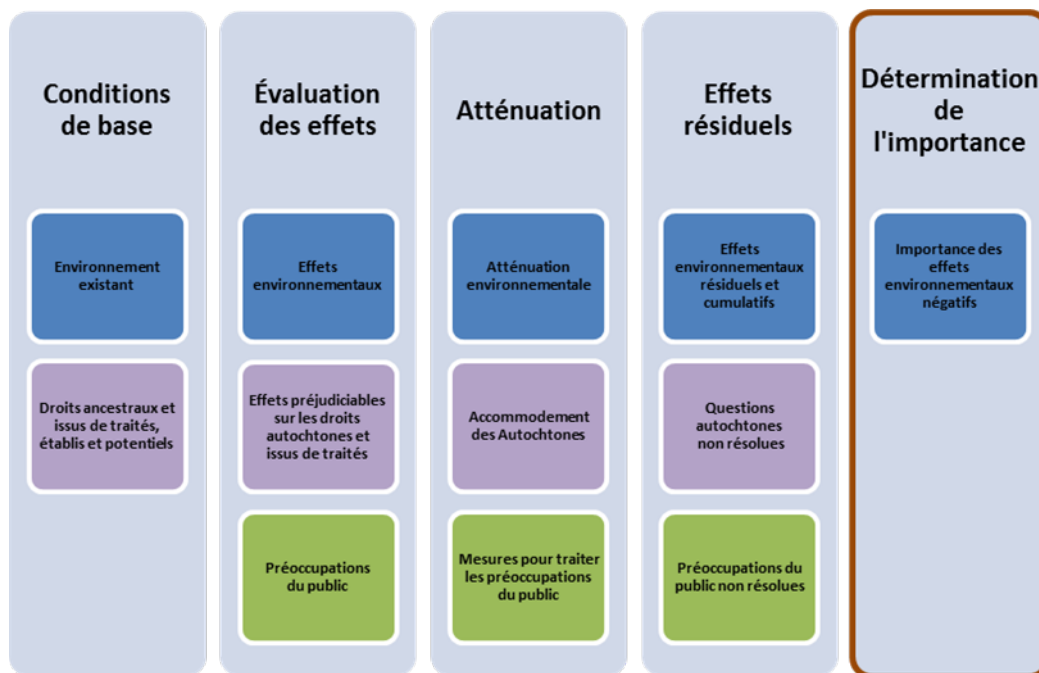 Conditions
de base
Environnement
existant
Droits ancestraux et
issus de traités,
établis et potentiels
Évaluation
des effets
Effets
environnementaux
Effets préjudiciables
sur les droits
autochtones et
issus de traités
Préoccupations
du public
Atténuation
Atténuation
environnementale
Accommodement
des Autochtones
Mesures pour traiter
les préoccupations
du public
Effets
résiduels
Effets
environnementaux
résiduels et
cumulatifs
Questions
autochtones
non résolues
Préoccupations du
public non résolues
Détermination
de
l'importance
Importance des
effets
environnementaux
négatifs